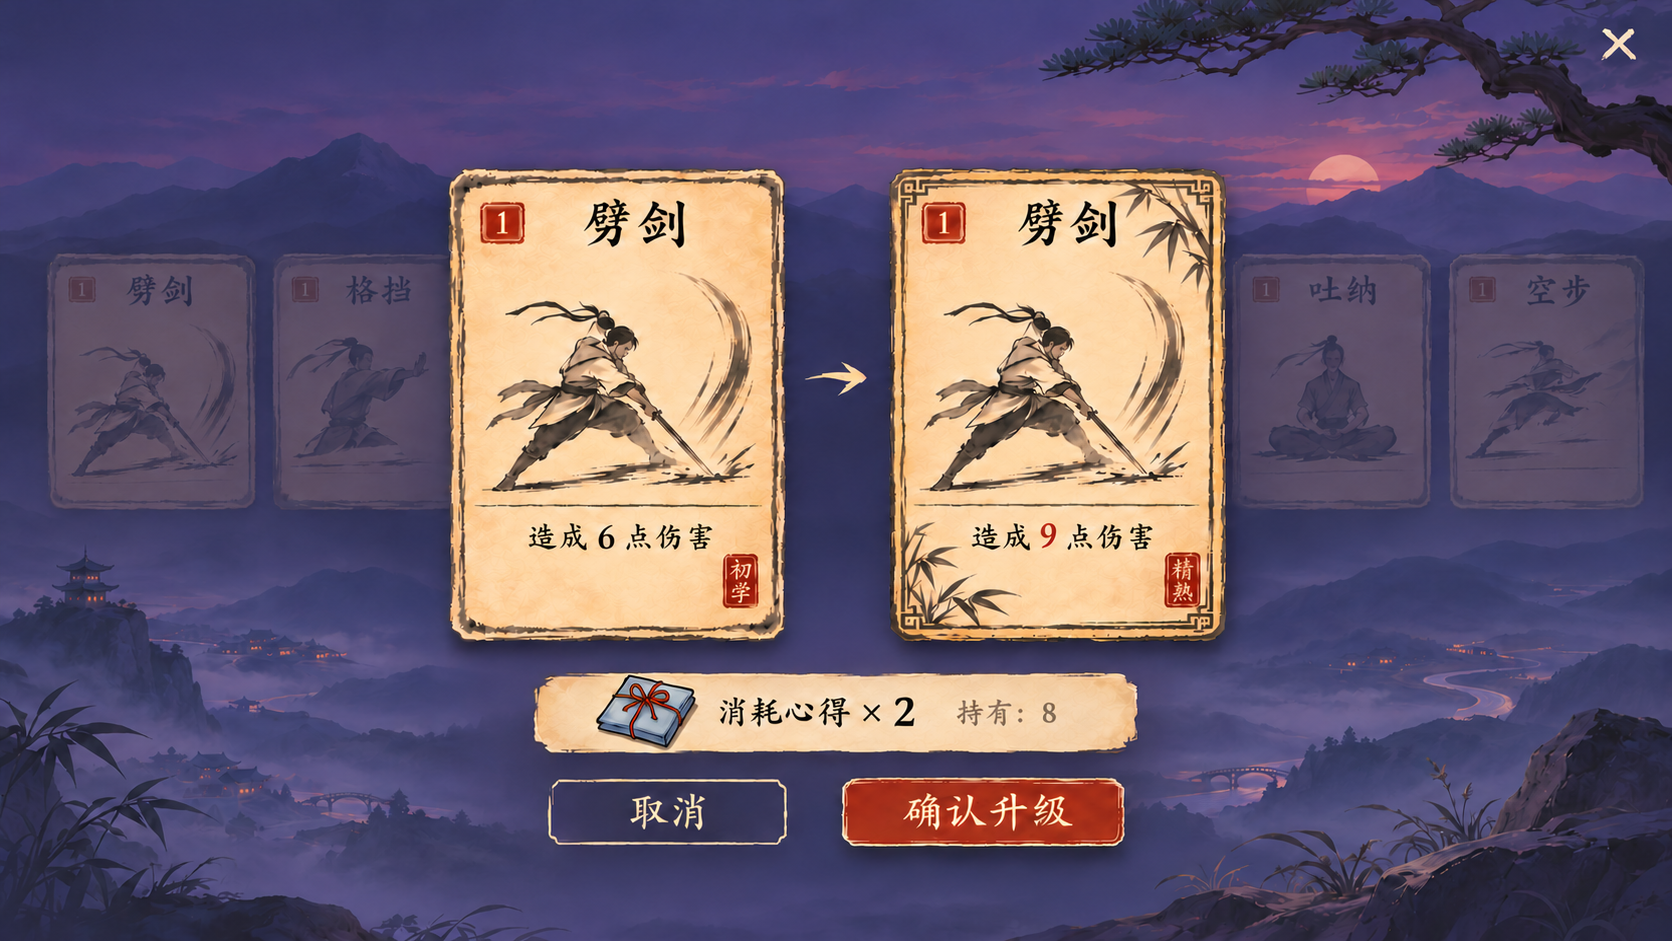 1 劈剑
造成 6 点伤害
初学
1 劈剑
造成 9 点伤害
精熟
1 劈剑
1 格挡
1 吐纳
1 空步
消耗心得 × 2 持有：8
取消
确认升级